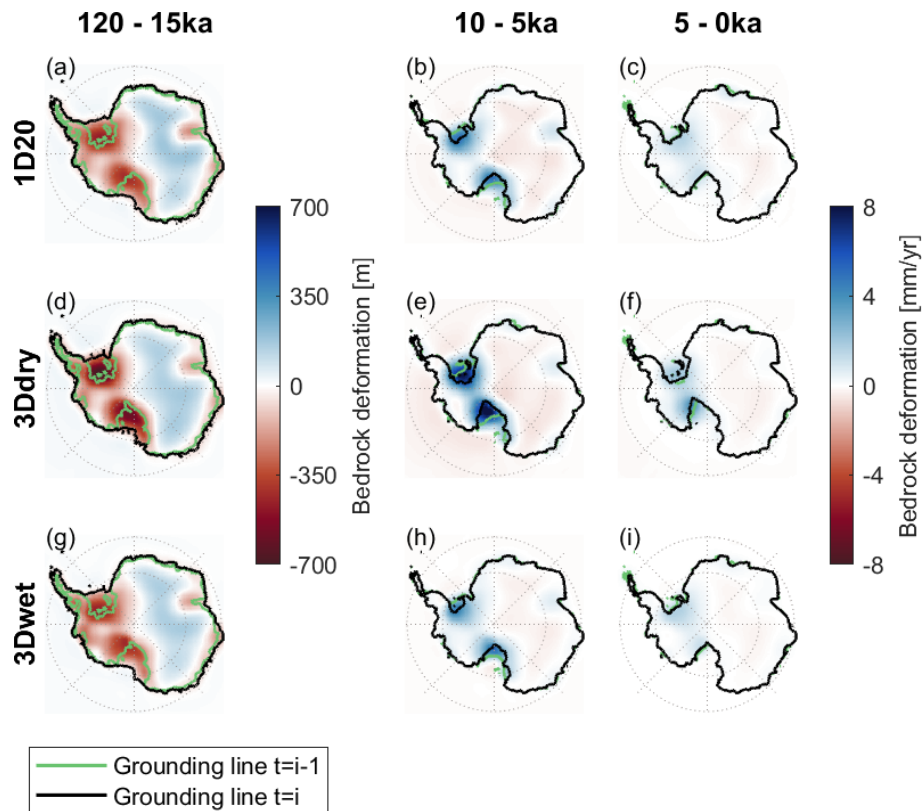 120 - 15ka
10 - 5ka
5 - 0ka
(a)
(b)
(c)
1D20
700
350
0
-350
-700
Bedrock deformation [m]
8
4
0
-4
-8
Bedrock deformation [mm/yr]
(d)
(e)
(f)
3Ddry
(g)
(h)
(i)
3Dwet
Grounding line t=i-1
Grounding line t=i